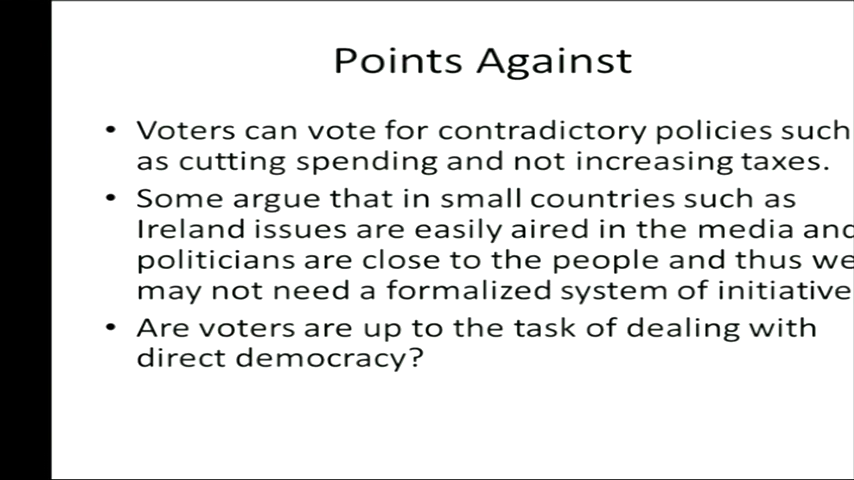 Points Against
• Voters can vote for contradictory policies such
as cutting spending and not increasing taxes.
• Some argue that in small countries such as
Ireland issues are easily aired in the media and
politicians are close to the people and thus we
may not need a formalized system of initiative
• Are voters are up to the task of dealing with
direct democracy?